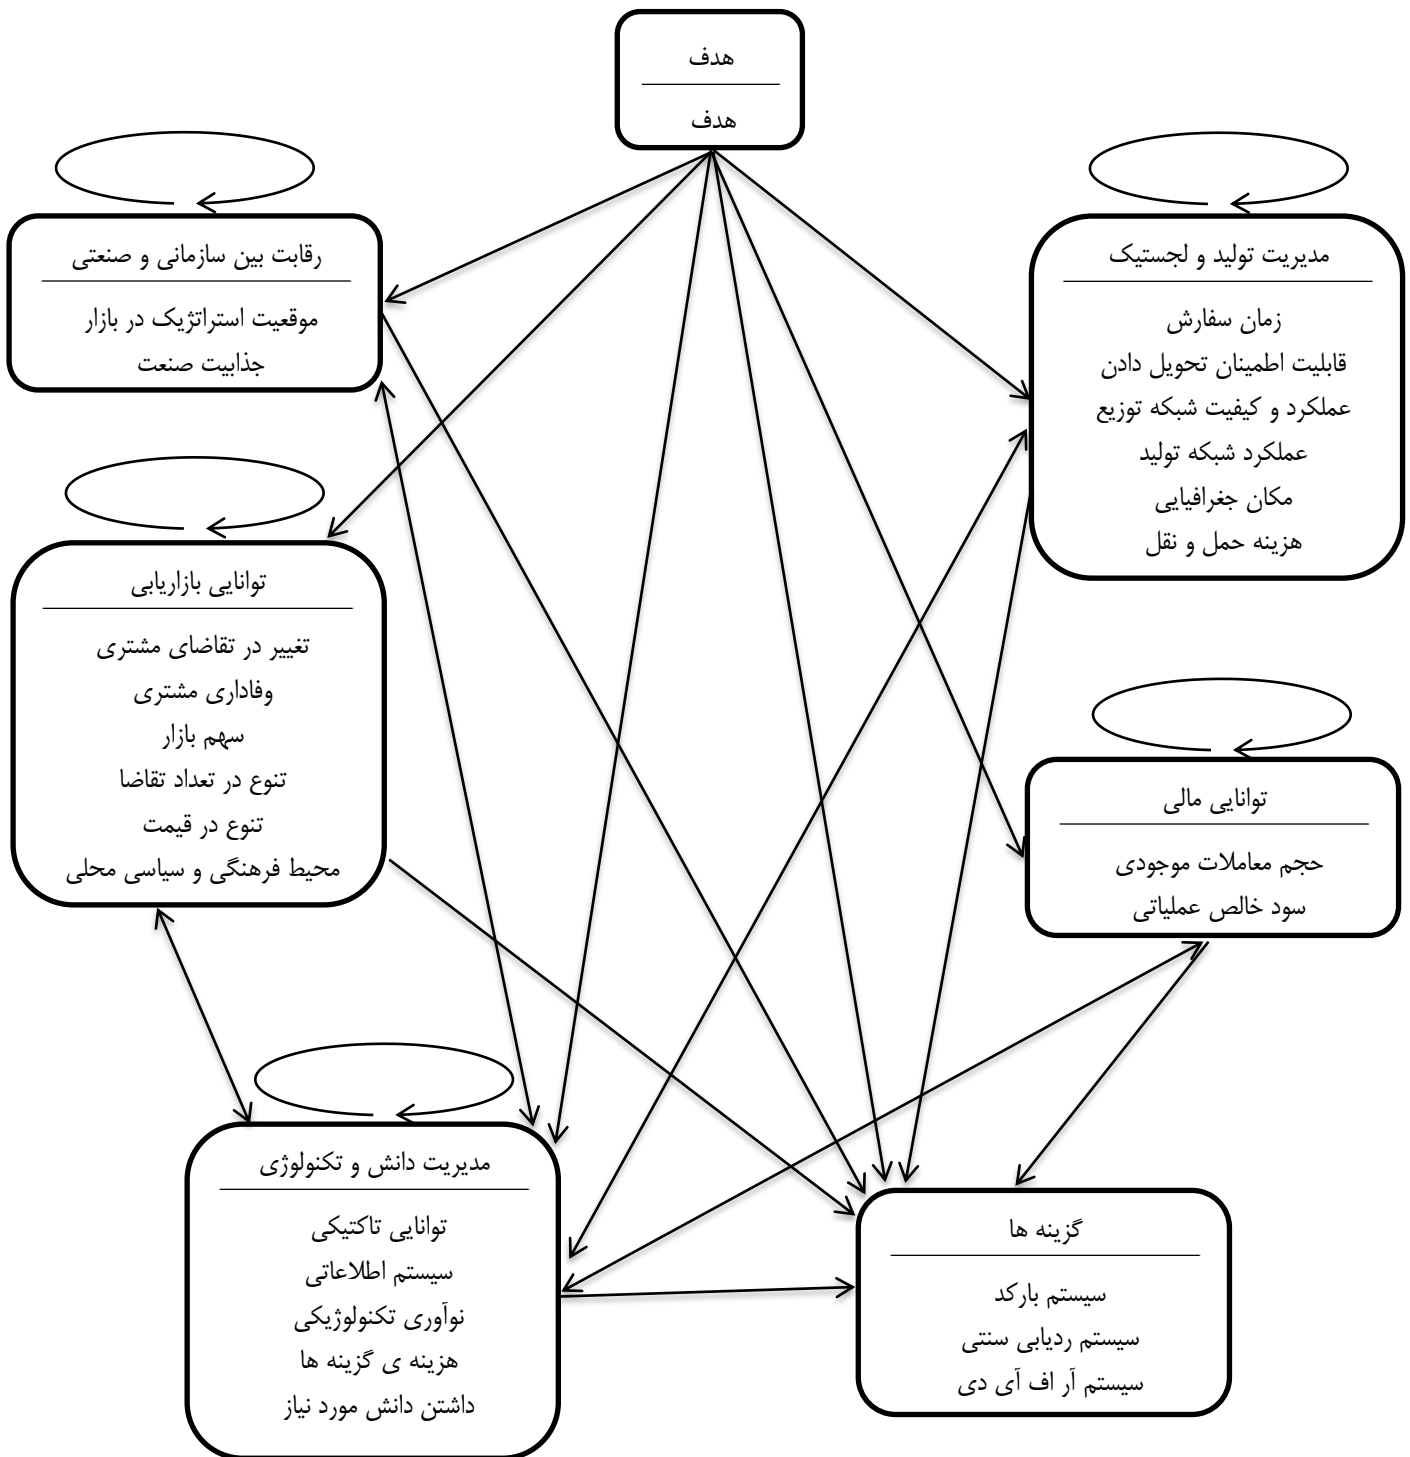 هدف
هدف
مدیریت تولید و لجستیک
زمان سفارش
قابلیت اطمینان تحویل دادن
عملکرد و کیفیت شبکه توزیع
عملکرد شبکه تولید
مکان جغرافیایی
هزینه حمل و نقل
رقابت بین سازمانی و صنعتی
موقعیت استراتژیک در بازار
جذابیت صنعت
توانایی بازاریابی
تغییر در تقاضای مشتری
وفاداری مشتری
سهم بازار
تنوع در تعداد تقاضا
تنوع در قیمت
محیط فرهنگی و سیاسی محلی
توانایی مالی
حجم معاملات موجودی
سود خالص عملیاتی
گزینه ها
سیستم بارکد
سیستم ردیابی سنتی
سیستم آر اف آی دی
مدیریت دانش و تکنولوژی
توانایی تاکتیکی
سیستم اطلاعاتی
نوآوری تکنولوژیکی
هزینه ی گزینه ها
داشتن دانش مورد نیاز